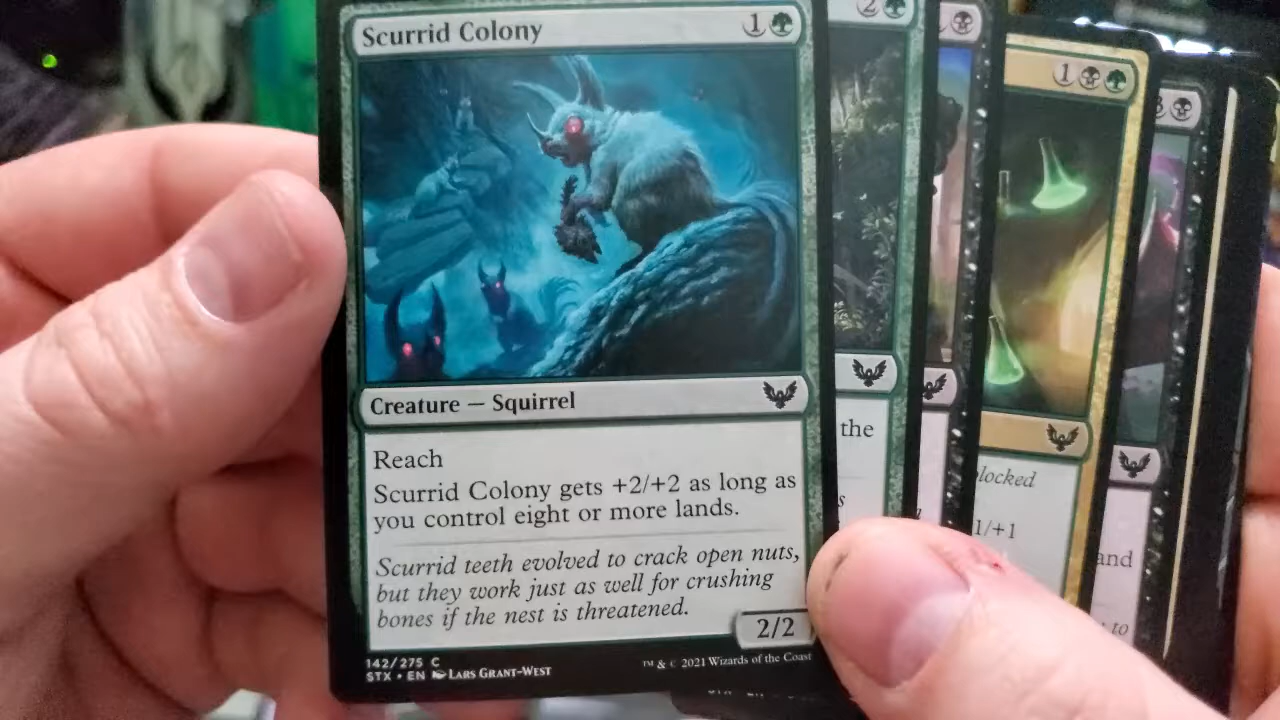 Scurrid Colony
1
Creature — Squirrel
Reach
Scurrid Colony gets +2/+2 as long as
you control eight or more lands.
Scurrid teeth evolved to crack open nuts,
but they work just as well for crushing
bones if the nest is threatened.
2/2
142/275 C
STX • EN Lars Grant-West
™ & © 2021 Wizards of the Coast
2
the
s
1
locked
1/+1
and
to